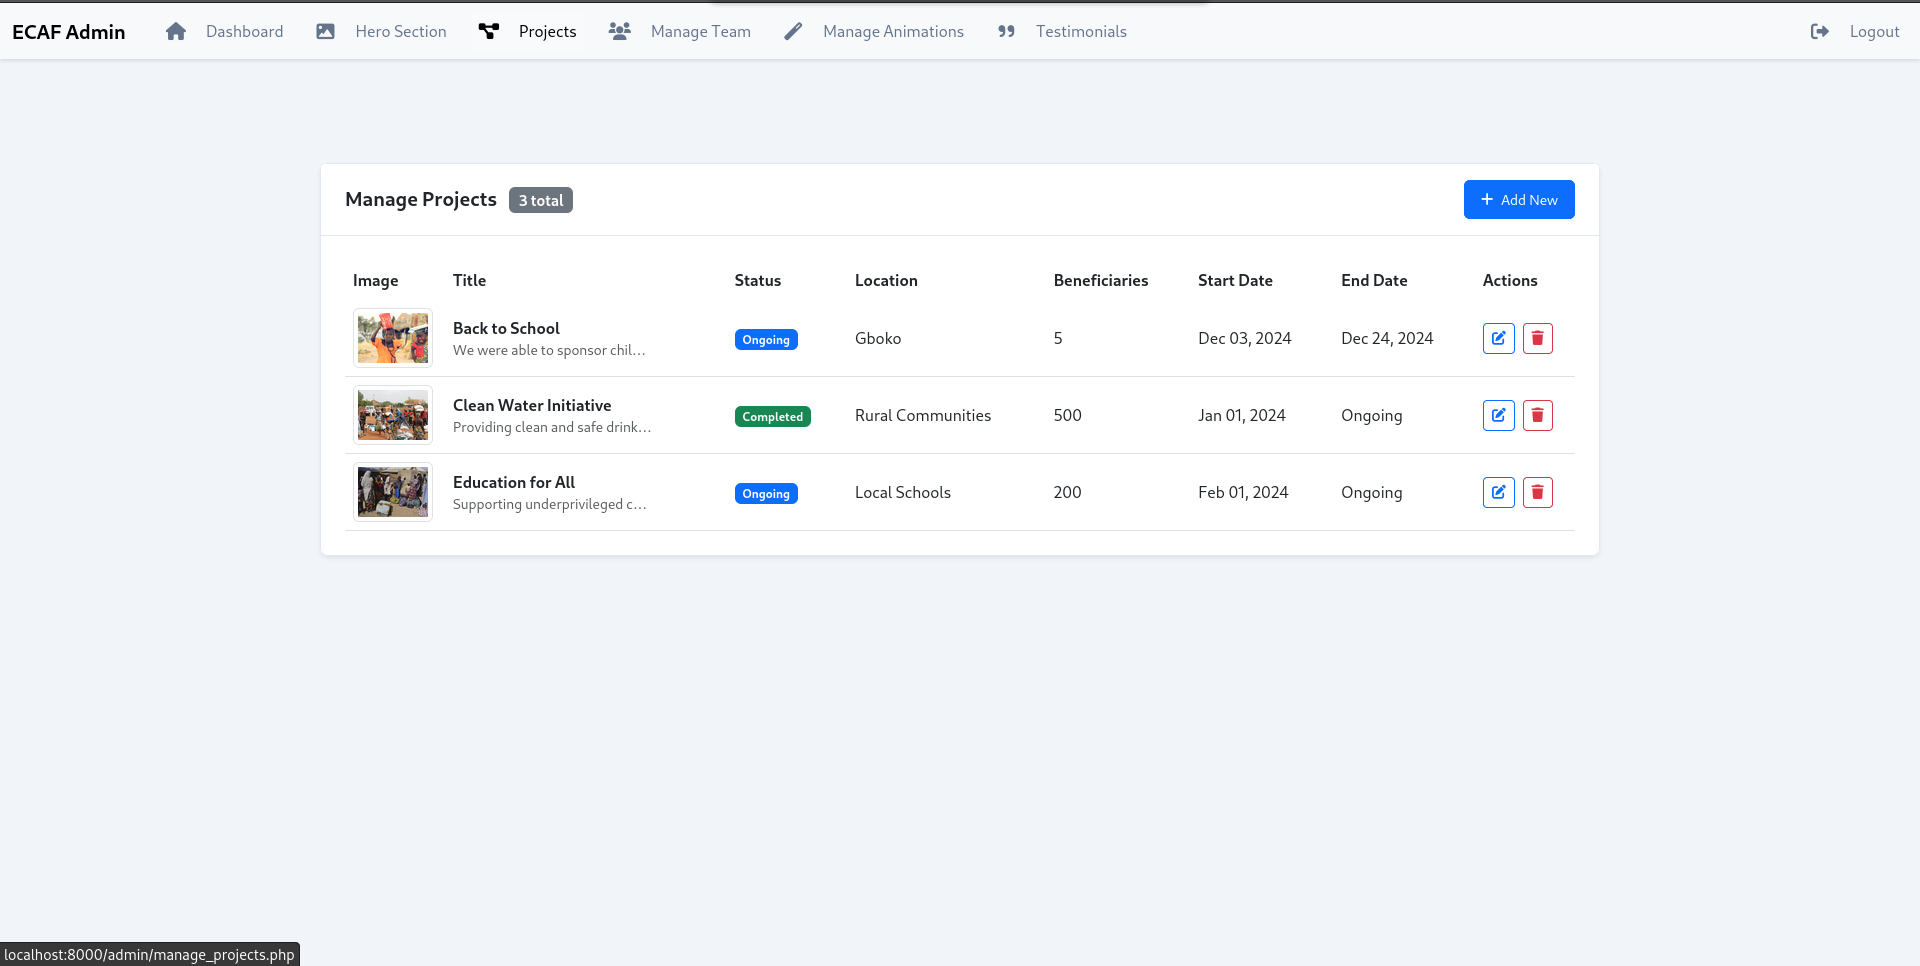 ECAF Admin Dashboard Hero Section Projects Manage Team Manage Animations Testimonials Logout
Manage Projects 3 total Add New
Image Title Status Location Beneficiaries Start Date End Date Actions
Back to School
We were able to sponsor chil...
Ongoing Gboko 5 Dec 03, 2024 Dec 24, 2024
Clean Water Initiative
Providing clean and safe drink...
Completed Rural Communities 500 Jan 01, 2024 Ongoing
Education for All
Supporting underprivileged c...
Ongoing Local Schools 200 Feb 01, 2024 Ongoing
localhost:8000/admin/manage_projects.php